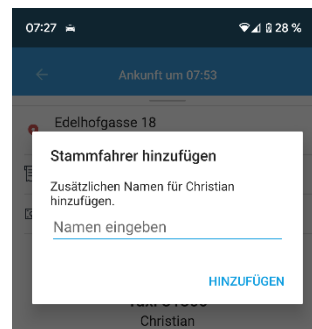 07:27 28 %
Ankunft um 07:53
Edelhofgasse 18
Stammfahrer hinzufügen
Zusätzlichen Namen für Christian
hinzufügen.
Namen eingeben
HINZUFÜGEN
Christian